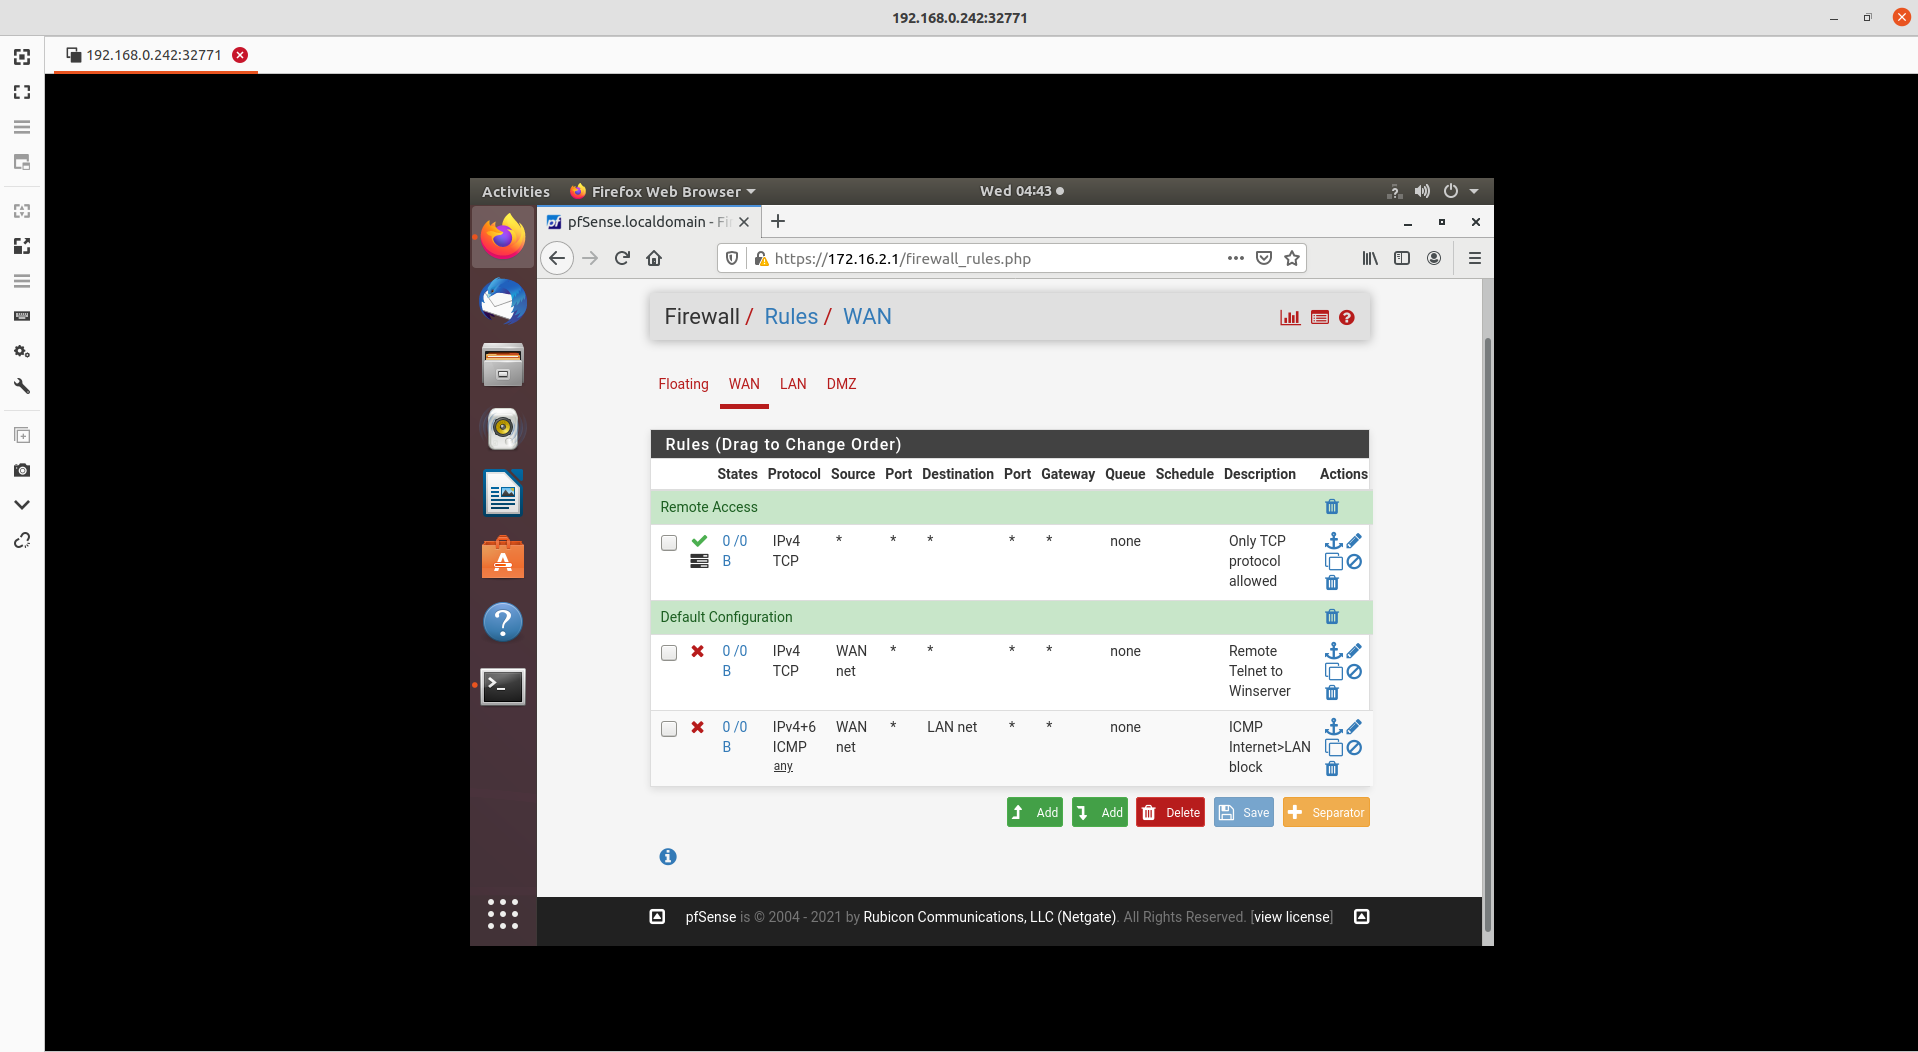 192.168.0.242:32771
192.168.0.242:32771
Activities Firefox Web Browser Wed 04:43
pfSense.localdomain - Fi
https://172.16.2.1/firewall_rules.php
Firewall / Rules / WAN
Floating WAN LAN DMZ
Rules (Drag to Change Order)
States Protocol Source Port Destination Port Gateway Queue Schedule Description Actions
Remote Access
0 /0 IPv4 * * * * * none Only TCP
B TCP protocol
allowed
Default Configuration
0 /0 IPv4 WAN * * * * none Remote
B TCP net Telnet to
Winserver
0 /0 IPv4+6 WAN * LAN net * * none ICMP
B ICMP net Internet>LAN
any block
Add Add Delete Save Separator
pfSense is © 2004 - 2021 by Rubicon Communications, LLC (Netgate). All Rights Reserved. [view license]